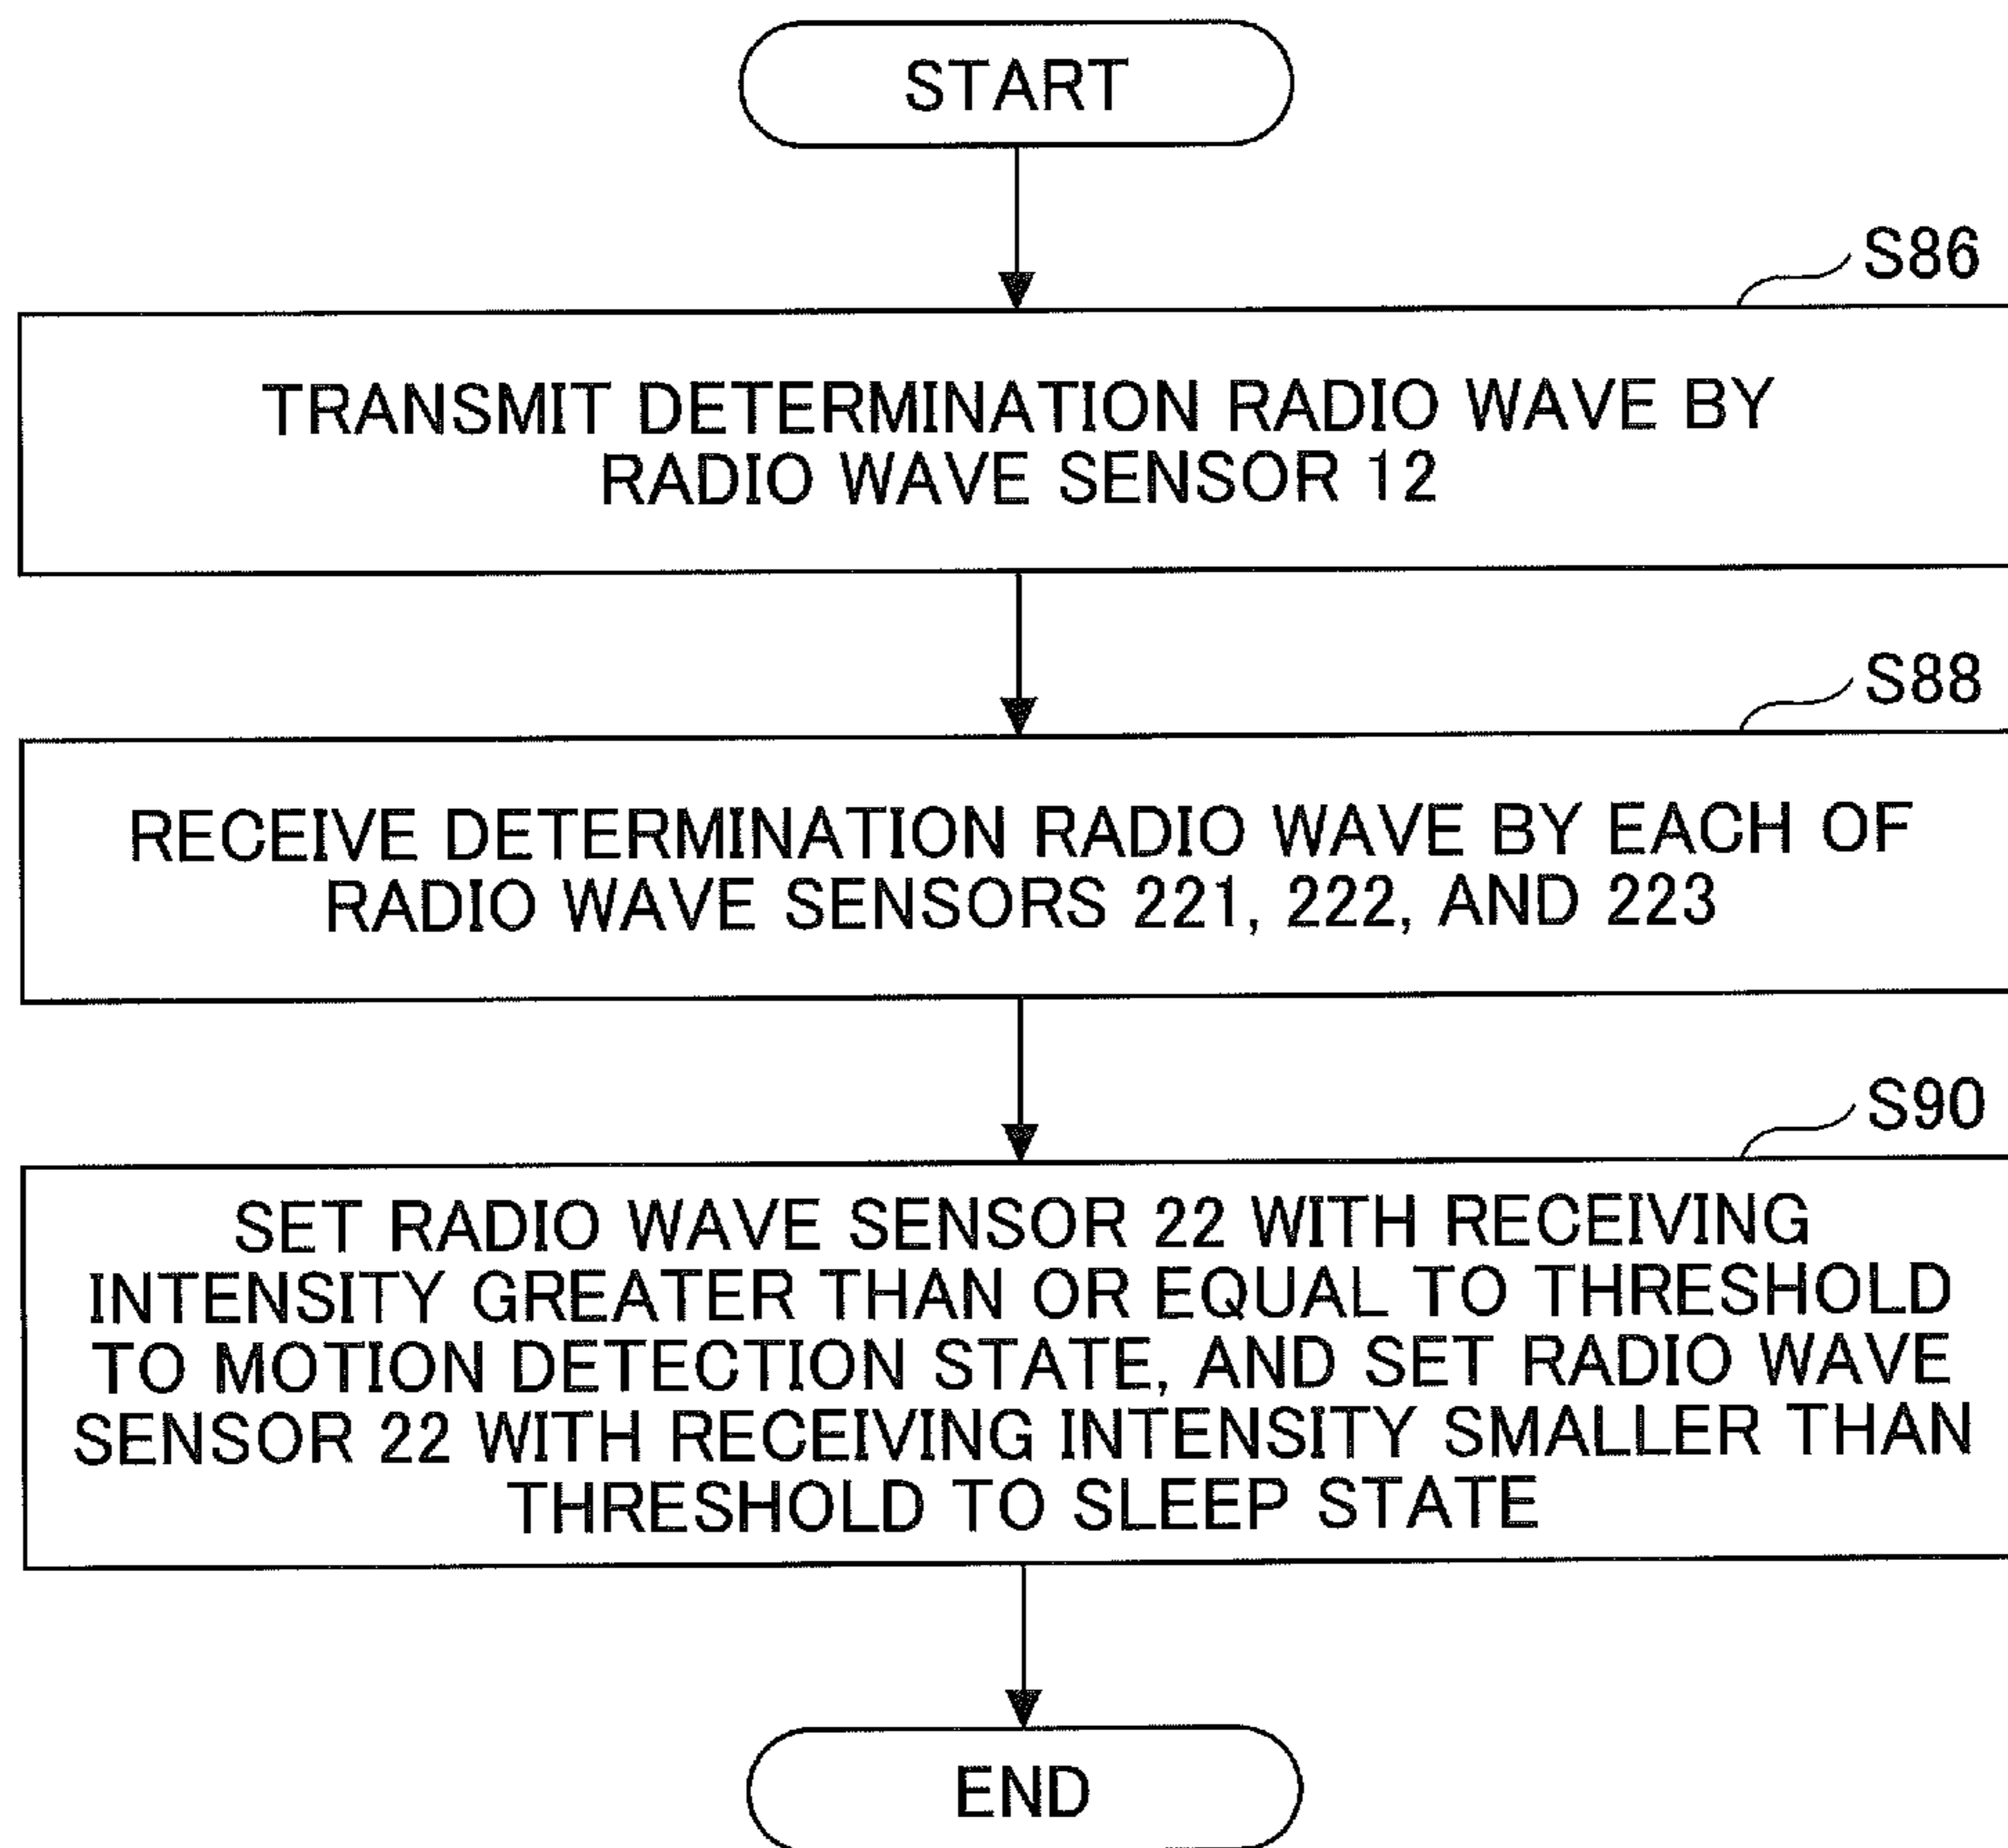 START
S86
TRANSMIT DETERMINATION RADIO WAVE BY
RADIO WAVE SENSOR 12
S88
RECEIVE DETERMINATION RADIO WAVE BY EACH OF
RADIO WAVE SENSORS 221, 222, AND 223
S90
SET RADIO WAVE SENSOR 22 WITH RECEIVING
INTENSITY GREATER THAN OR EQUAL TO THRESHOLD
TO MOTION DETECTION STATE, AND SET RADIO WAVE
SENSOR 22 WITH RECEIVING INTENSITY SMALLER THAN
THRESHOLD TO SLEEP STATE
END